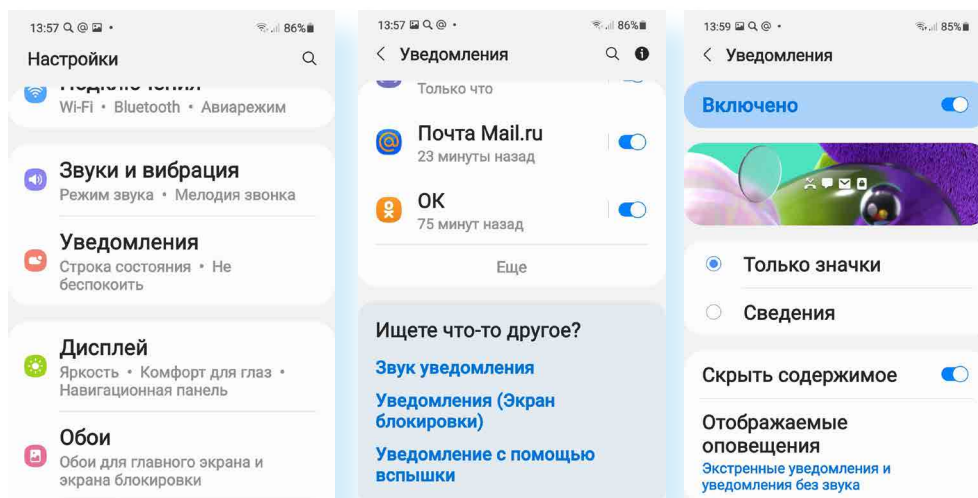 13:57 86%
Настройки
Подключения
Wi-Fi • Bluetooth • Авиарежим
Звуки и вибрация
Режим звука • Мелодия звонка
Уведомления
Строка состояния • Не
беспокоить
Дисплей
Яркость • Комфорт для глаз •
Навигационная панель
Обои
Обои для главного экрана и
экрана блокировки
13:57 86%
Уведомления
Только что
Почта Mail.ru
23 минуты назад
ОК
75 минут назад
Еще
Ищете что-то другое?
Звук уведомления
Уведомления (Экран
блокировки)
Уведомление с помощью
вспышки
13:59 85%
Уведомления
Включено
Только значки
Сведения
Скрыть содержимое
Отображаемые
оповещения
Экстренные уведомления и
уведомления без звука